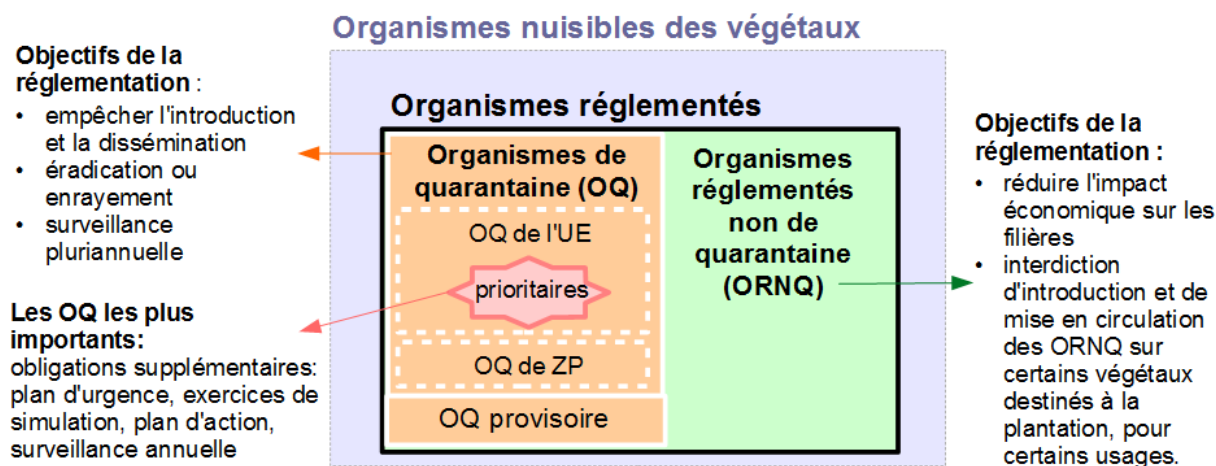 Organismes nuisibles des végétaux
Objectifs de la
réglementation :
• empêcher l'introduction
et la dissémination
• éradication ou
enrayement
• surveillance
pluriannuelle
Les OQ les plus
importants:
obligations supplémentaires:
plan d'urgence, exercices de
simulation, plan d'action,
surveillance annuelle
Organismes réglementés
Organismes de
quarantaine (OQ)
OQ de l'UE
prioritaires
OQ de ZP
OQ provisoire
Organismes
réglementés
non de
quarantaine
(ORNQ)
Objectifs de la
réglementation :
• réduire l'impact
économique sur les
filières
• interdiction
d'introduction et de
mise en circulation
des ORNQ sur
certains végétaux
destinés à la
plantation, pour
certains usages.